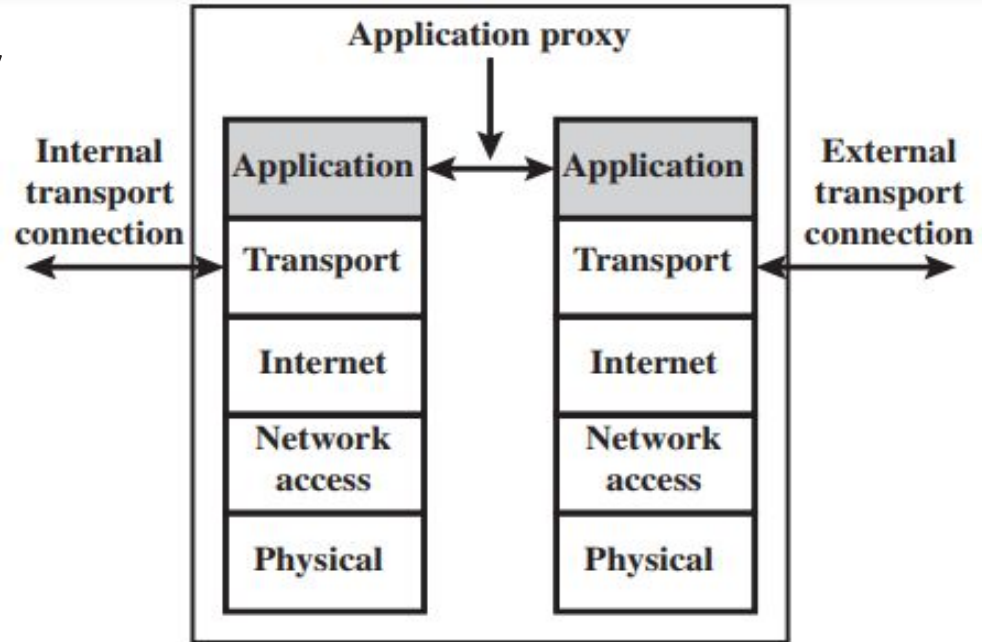 Application proxy
Internal
transport
connection
Application
Application
External
transport
connection
Transport
Transport
Internet
Internet
Network
access
Network
access
Physical
Physical